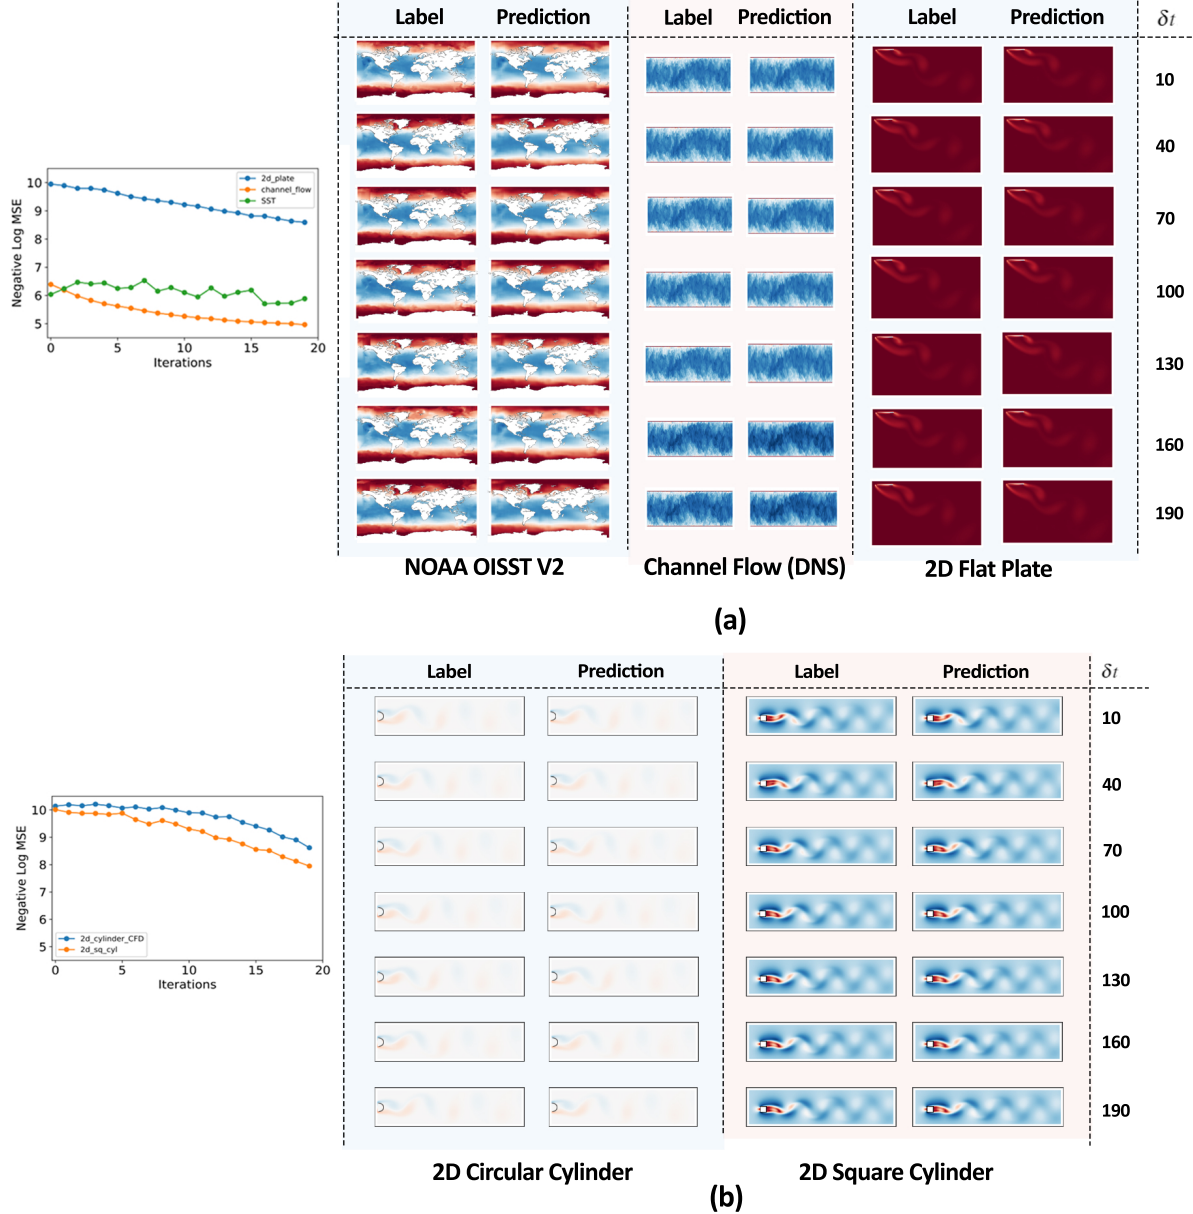 Label Prediction Label Prediction Label Prediction δt
10
40
70
100
130
160
190
10
9
8
7
6
5
0 5 10 15 20
Negative Log MSE
Iterations
2d_plate
channel_flow
SST
NOAA OISST V2 Channel Flow (DNS) 2D Flat Plate
(a)
Label Prediction Label Prediction δt
10
40
70
100
130
160
190
10
9
8
7
6
5
0 5 10 15 20
Negative Log MSE
Iterations
2d_cylinder_CFD
2d_sq_cyl
2D Circular Cylinder 2D Square Cylinder
(b)